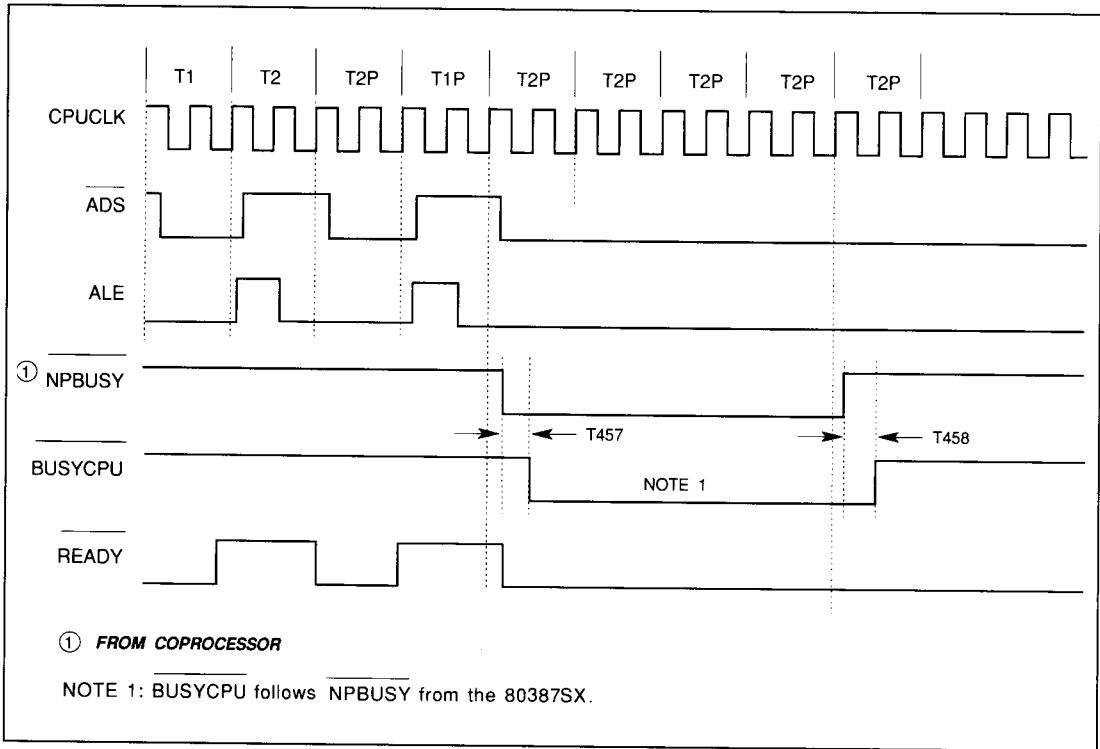 T1 T2 T2P T1P T2P T2P T2P T2P T2P
CPUCLK
ADS
ALE
① NPBUSY
T457 T458
BUSYCPU
NOTE 1
READY
① FROM COPROCESSOR
NOTE 1: BUSYCPU follows NPBUSY from the 80387SX.